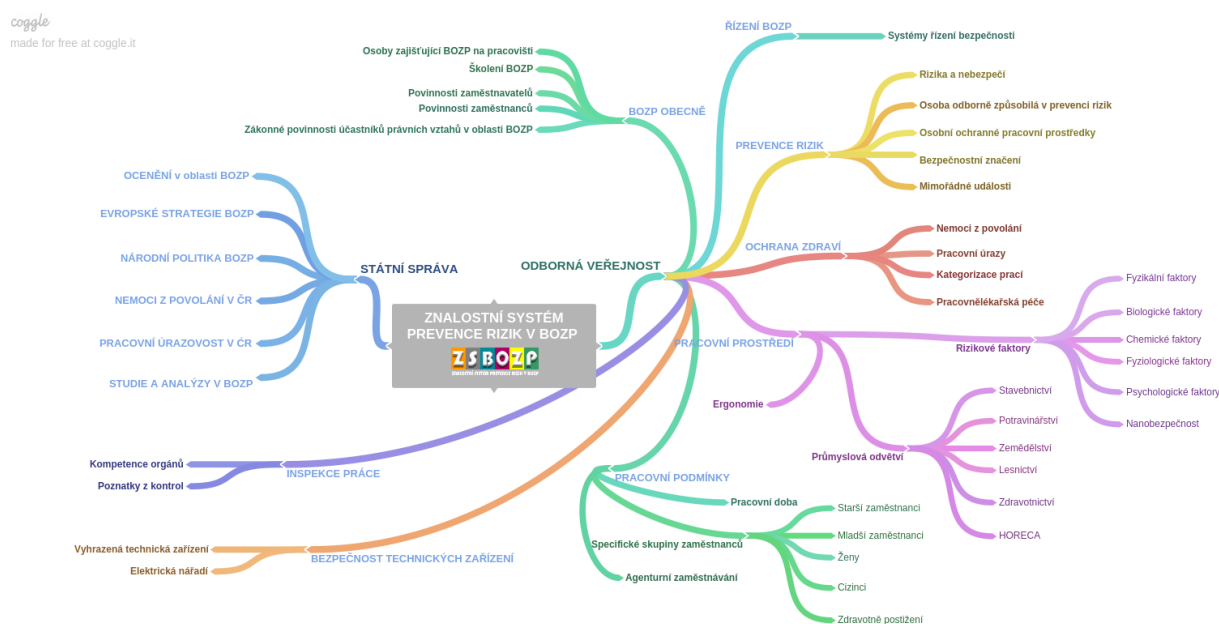 coggle
made for free at coggle.it
ZNALOSTNÍ SYSTÉM
PREVENCE RIZIK V BOZP
ZSBOZP
STÁTNÍ SPRÁVA
OCENĚNÍ v oblasti BOZP
EVROPSKÉ STRATEGIE BOZP
NÁRODNÍ POLITIKA BOZP
NEMOCI Z POVOLÁNÍ V ČR
PRACOVNÍ ÚRAZOVOST V ČR
STUDIE A ANALÝZY V BOZP
ODBORNÁ VEŘEJNOST
BOZP OBECNĚ
Osoby zajišťující BOZP na pracovišti
Školení BOZP
Povinnosti zaměstnavatelů
Povinnosti zaměstnanců
Zákonné povinnosti účastníků právních vztahů v oblasti BOZP
ŘÍZENÍ BOZP
Systémy řízení bezpečnosti
PREVENCE RIZIK
Rizika a nebezpečí
Osoba odborně způsobilá v prevenci rizik
Osobní ochranné pracovní prostředky
Bezpečnostní značení
Mimořádné události
OCHRANA ZDRAVÍ
Nemoci z povolání
Pracovní úrazy
Kategorizace prací
Pracovnělékařská péče
PRACOVNÍ PROSTŘEDÍ
Rizikové faktory
Fyzikální faktory
Biologické faktory
Chemické faktory
Fyziologické faktory
Psychologické faktory
Nanobezpečnost
Ergonomie
Průmyslová odvětví
Stavebnictví
Potravinářství
Zemědělství
Lesnictví
Zdravotnictví
HORECA
PRACOVNÍ PODMÍNKY
Pracovní doba
Specifické skupiny zaměstnanců
Starší zaměstnanci
Mladší zaměstnanci
Ženy
Cizinci
Zdravotně postižení
Agenturní zaměstnávání
INSPEKCE PRÁCE
Kompetence orgánů
Poznatky z kontrol
BEZPEČNOST TECHNICKÝCH ZAŘÍZENÍ
Vyhrazená technická zařízení
Elektrická nářadí